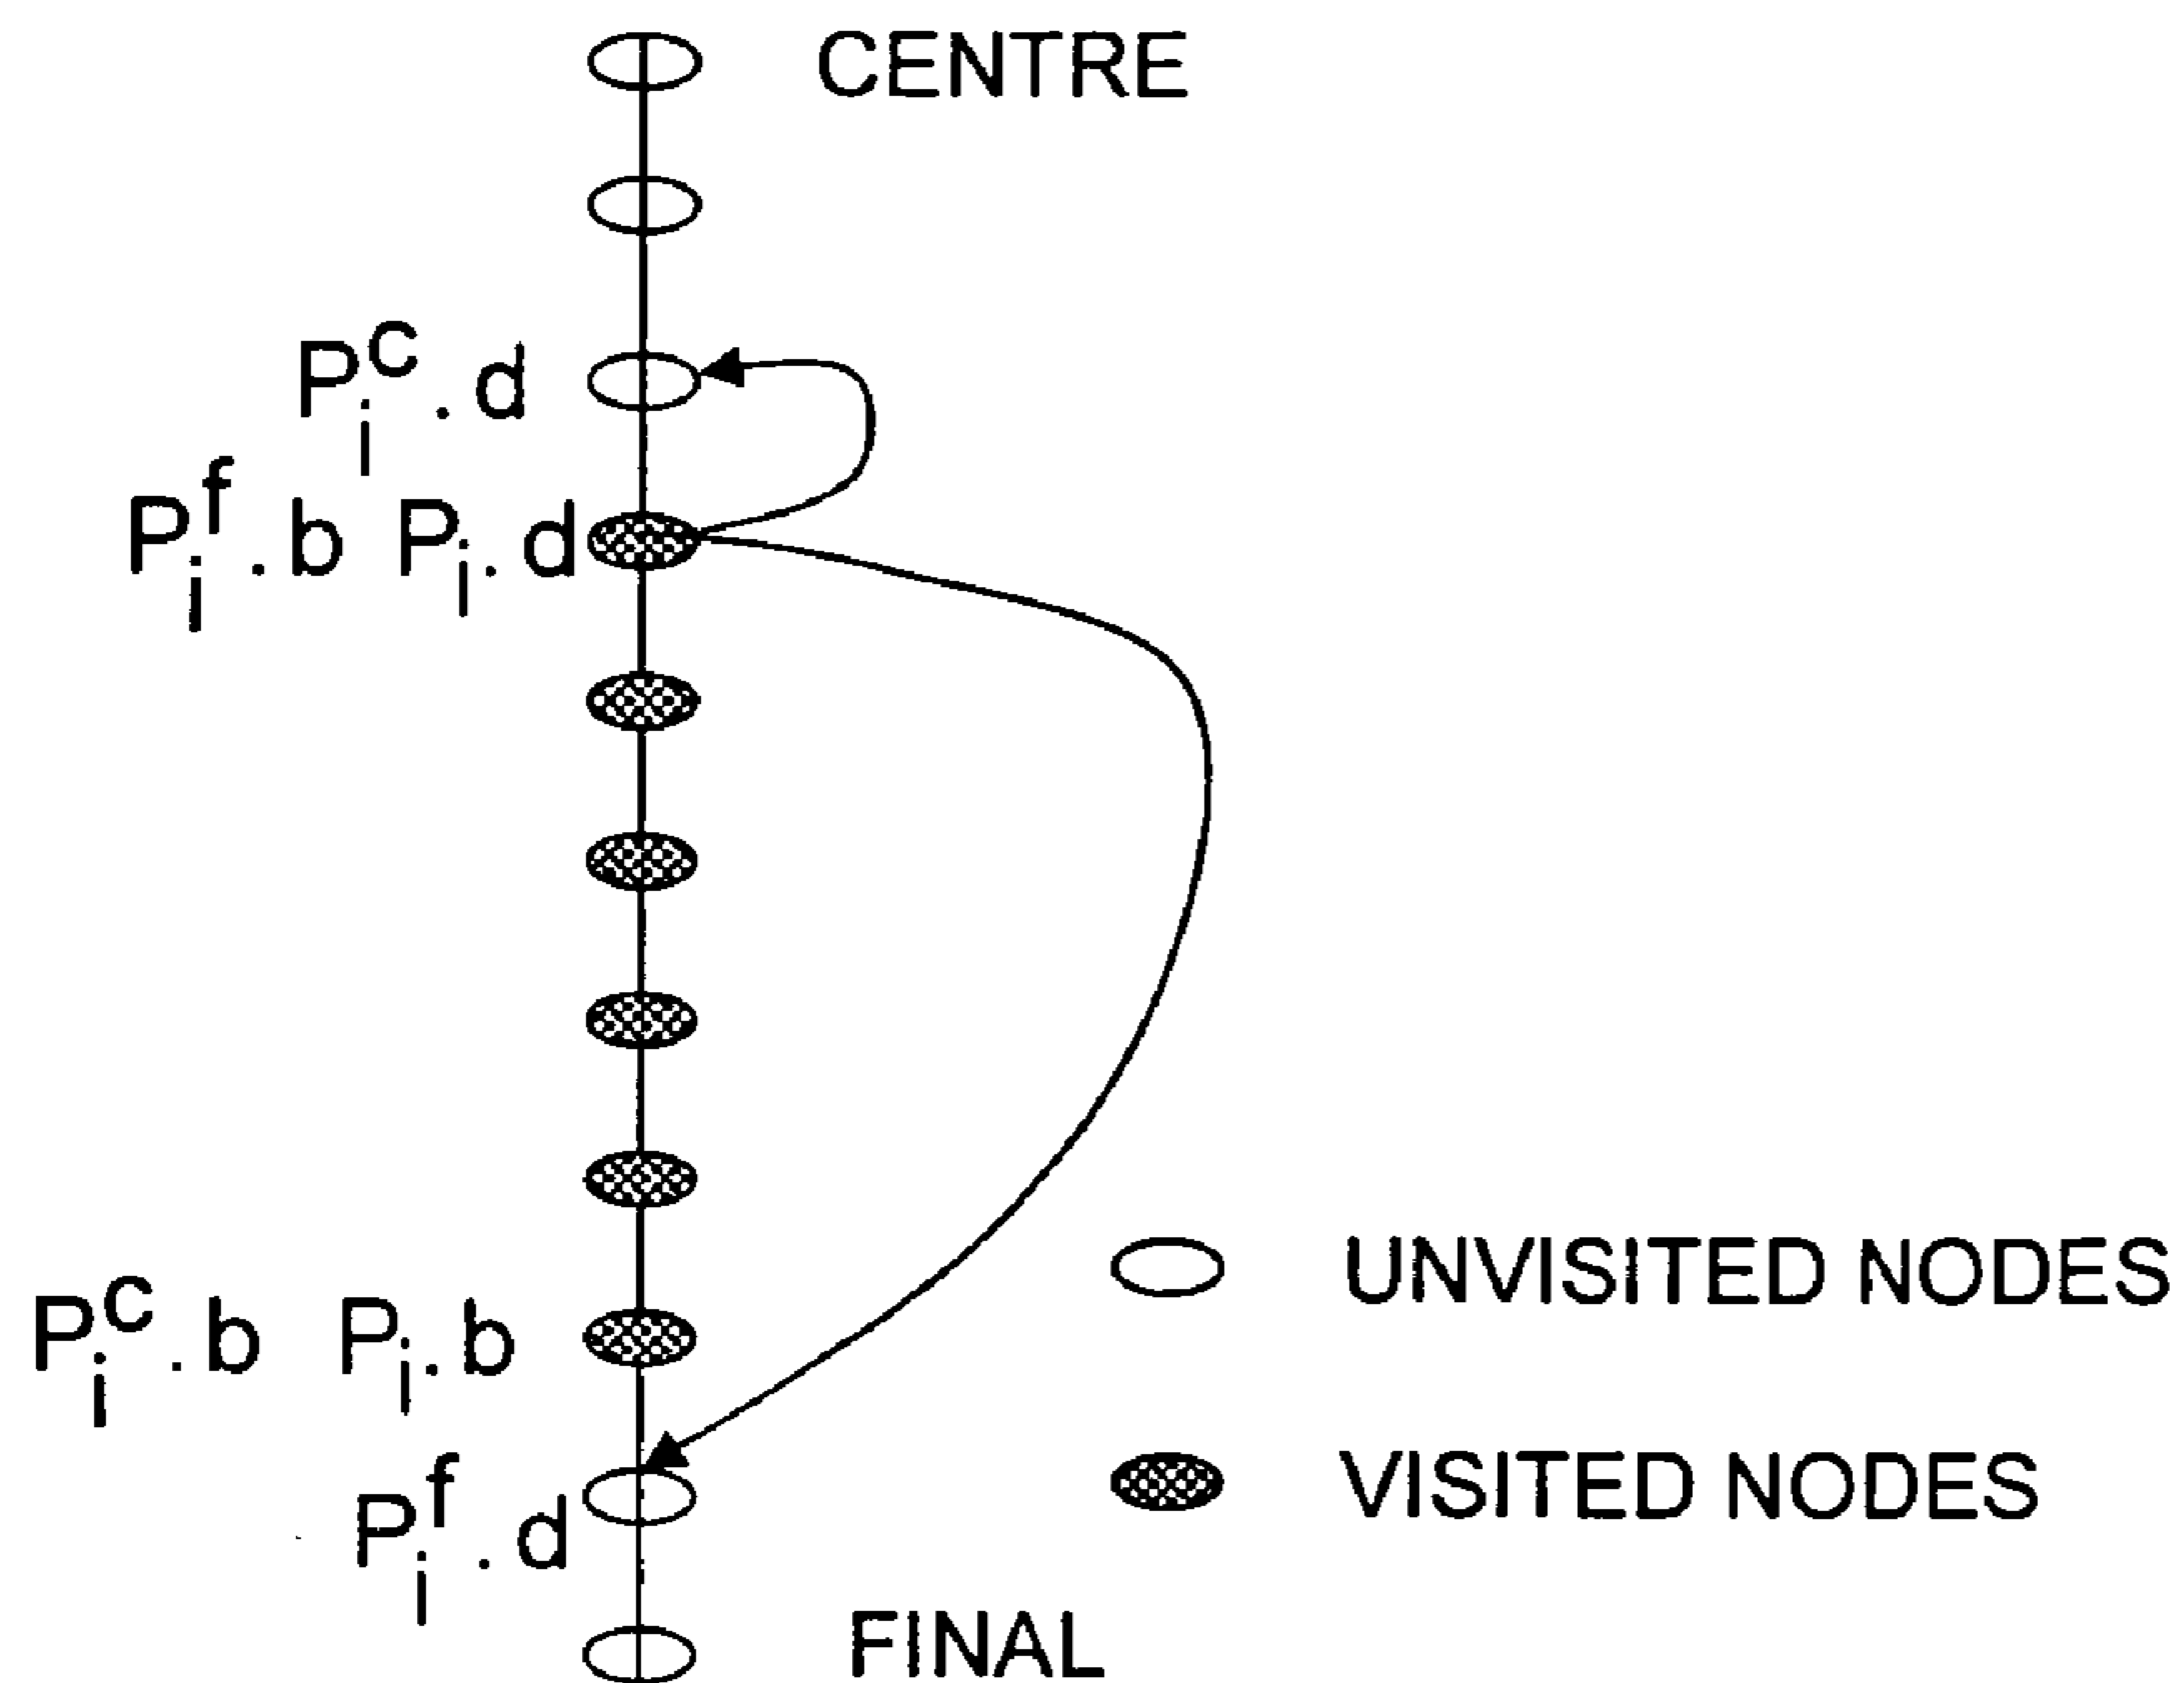 CENTRE
P_i^c.d
P_i^f.b P_i.d
P_i^c.b P_i.b
UNVISITED NODES
VISITED NODES
P_i^f.d
FINAL